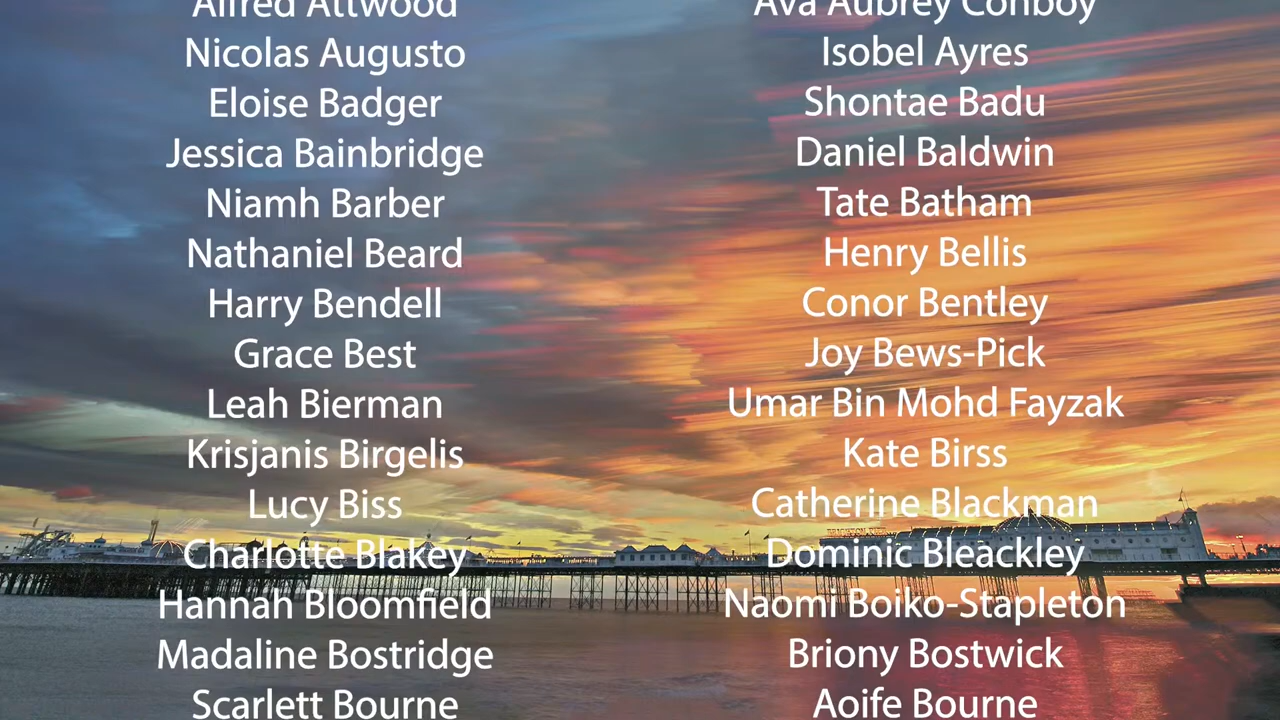 Alfred Attwood
Ava Aubrey Conboy
Nicolas Augusto
Isobel Ayres
Eloise Badger
Shontae Badu
Jessica Bainbridge
Daniel Baldwin
Niamh Barber
Tate Batham
Nathaniel Beard
Henry Bellis
Harry Bendell
Conor Bentley
Grace Best
Joy Bews-Pick
Leah Bierman
Umar Bin Mohd Fayzak
Krisjanis Birgelis
Kate Birss
Lucy Biss
Catherine Blackman
Charlotte Blakey
Dominic Bleackley
Hannah Bloomfield
Naomi Boiko-Stapleton
Madaline Bostridge
Briony Bostwick
Scarlett Bourne
Aoife Bourne